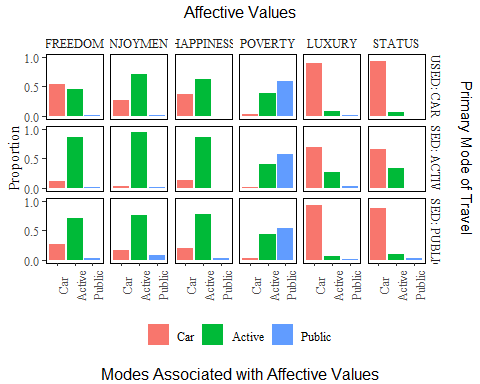 Affective Values
FREEDOM NJOYMEN HAPPINESS POVERTY LUXURY STATUS
1.0
0.5
0.0
USED: CAR
1.0
0.5
0.0
SED: ACTIV
1.0
0.5
0.0
SED: PUBLI
Proportion
Primary Mode of Travel
Car Active Public Car Active Public Car Active Public Car Active Public Car Active Public Car Active Public
Car Active Public
Modes Associated with Affective Values